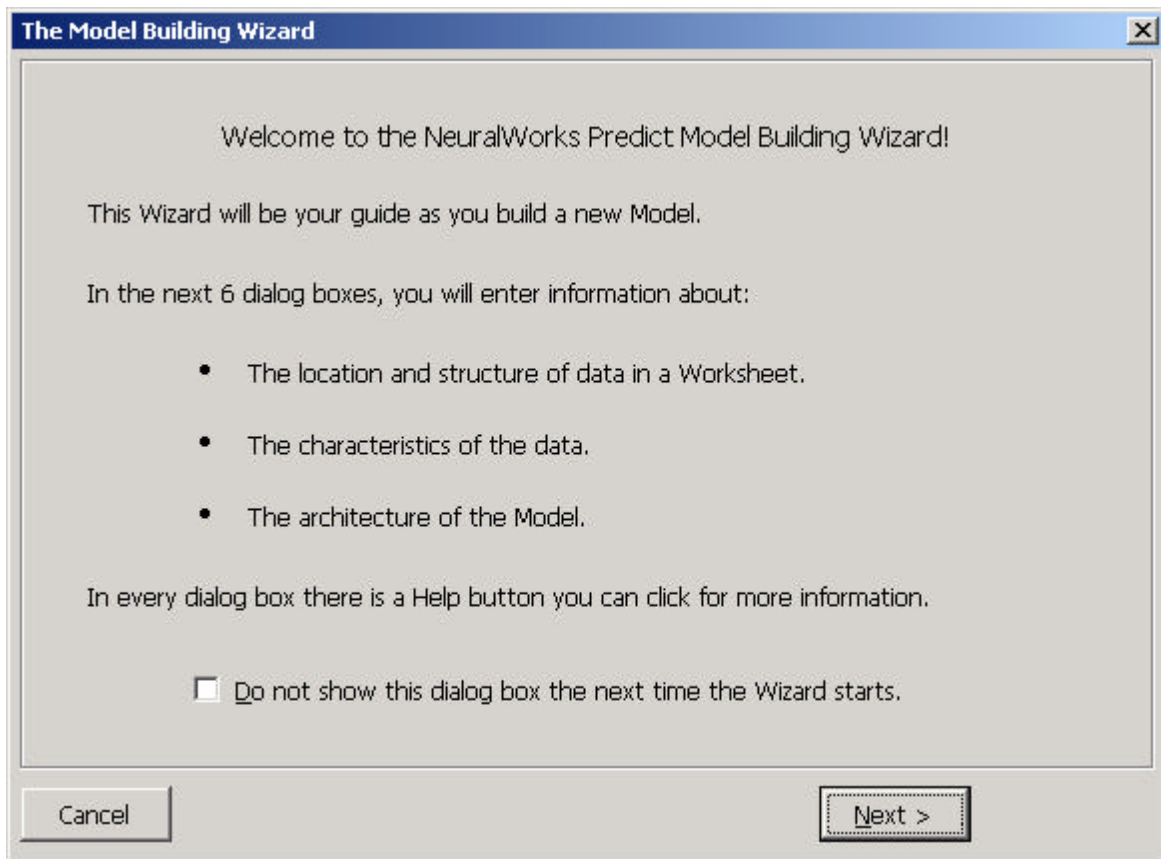 The Model Building Wizard
Welcome to the NeuralWorks Predict Model Building Wizard!
This Wizard will be your guide as you build a new Model.
In the next 6 dialog boxes, you will enter information about:
• The location and structure of data in a Worksheet.
• The characteristics of the data.
• The architecture of the Model.
In every dialog box there is a Help button you can click for more information.
Do not show this dialog box the next time the Wizard starts.
Cancel
Next >